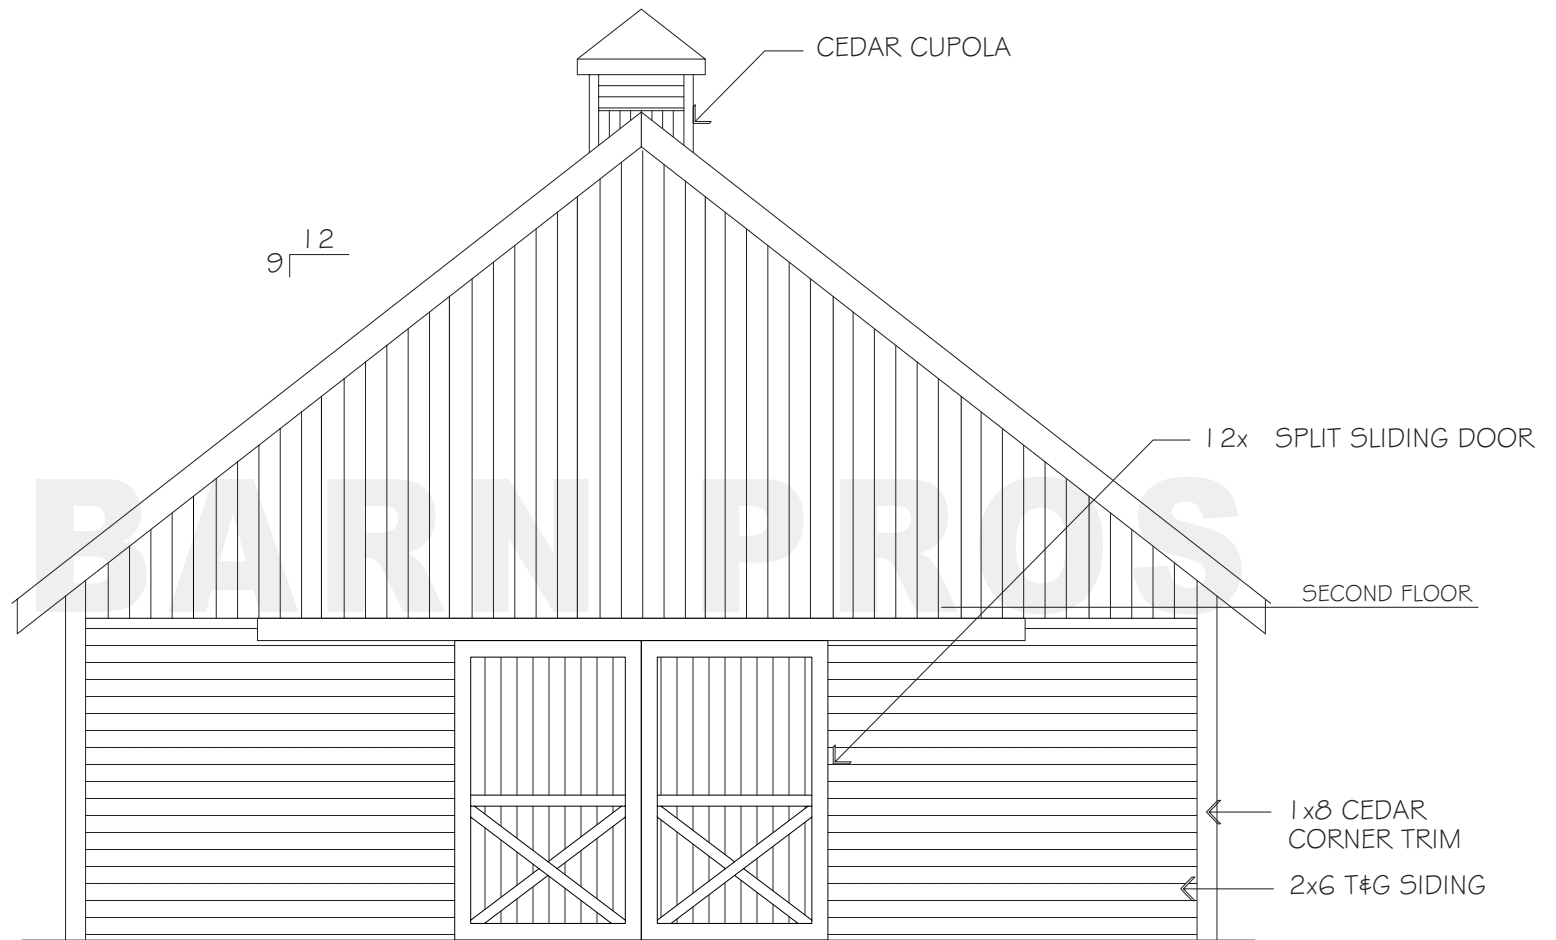 CEDAR CUPOLA
12
9
12x SPLIT SLIDING DOOR
BARN PROS
SECOND FLOOR
1x8 CEDAR
CORNER TRIM
2x6 T&G SIDING